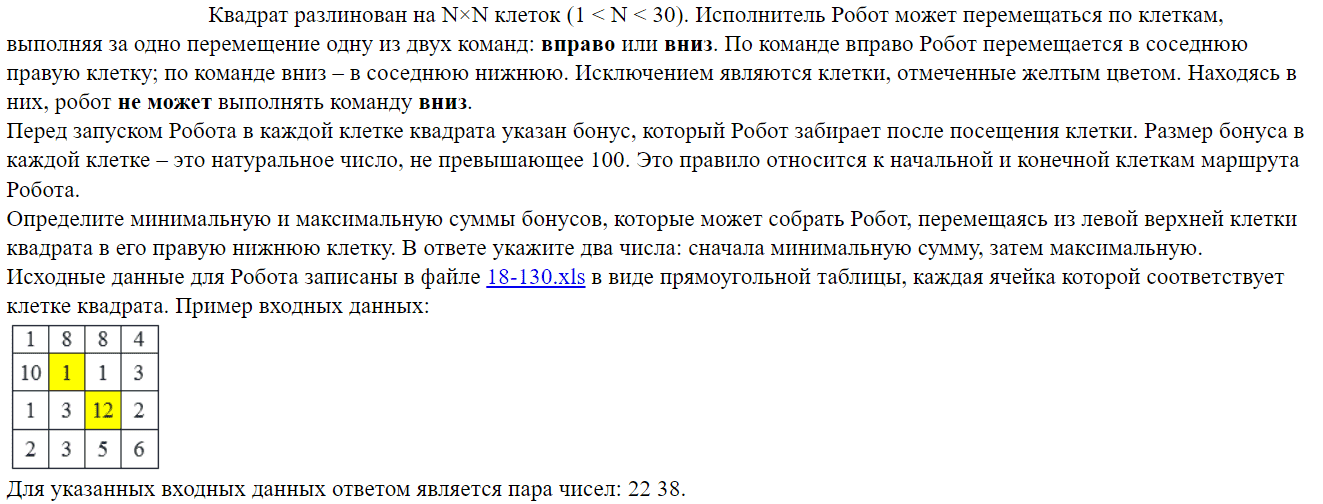 Квадрат разлинован на N×N клеток (1 < N < 30). Исполнитель Робот может перемещаться по клеткам,
выполняя за одно перемещение одну из двух команд: вправо или вниз. По команде вправо Робот перемещается в соседнюю
правую клетку; по команде вниз – в соседнюю нижнюю. Исключением являются клетки, отмеченные желтым цветом. Находясь в
них, робот не может выполнять команду вниз.
Перед запуском Робота в каждой клетке квадрата указан бонус, который Робот забирает после посещения клетки. Размер бонуса в
каждой клетке – это натуральное число, не превышающее 100. Это правило относится к начальной и конечной клеткам маршрута
Робота.
Определите минимальную и максимальную суммы бонусов, которые может собрать Робот, перемещаясь из левой верхней клетки
квадрата в его правую нижнюю клетку. В ответе укажите два числа: сначала минимальную сумму, затем максимальную.
Исходные данные для Робота записаны в файле 18-130.xls в виде прямоугольной таблицы, каждая ячейка которой соответствует
клетке квадрата. Пример входных данных:
1 8 8 4
10 1 1 3
1 3 12 2
2 3 5 6
Для указанных входных данных ответом является пара чисел: 22 38.